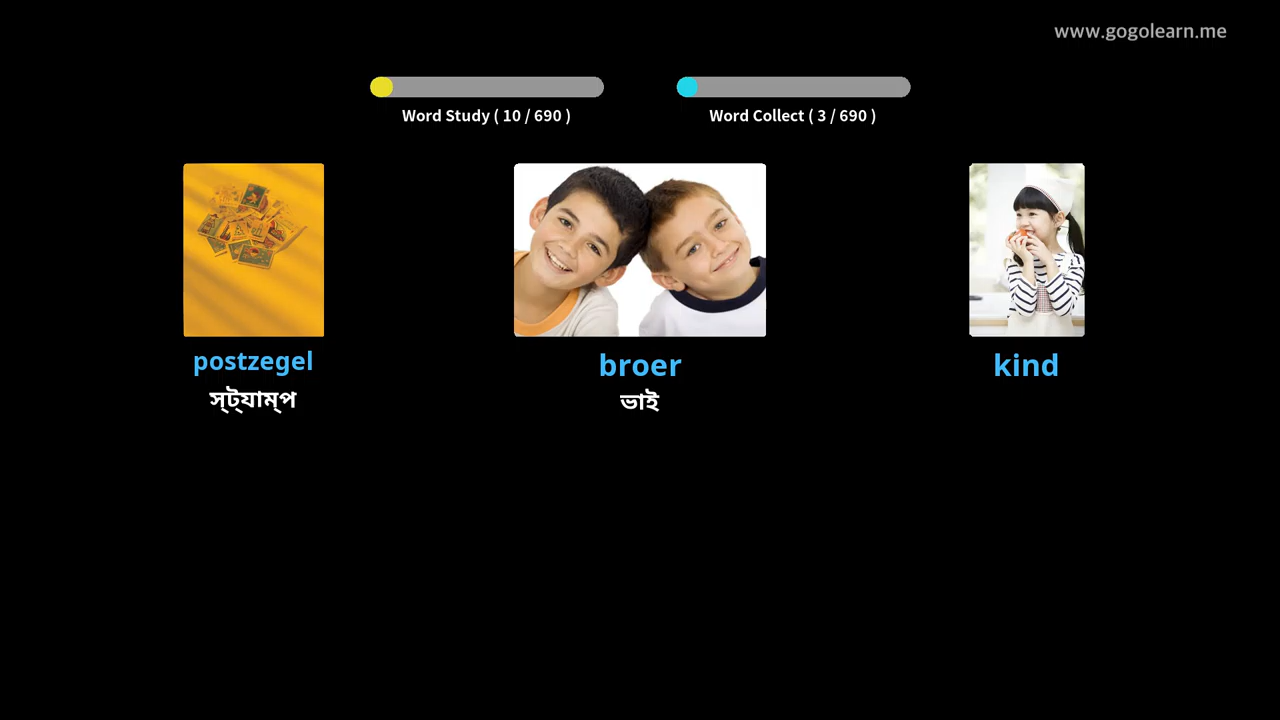 www.gogolearn.me
Word Study ( 10 / 690 )
Word Collect ( 3 / 690 )
postzegel
broer
kind
স্ট্যাম্প
ভাই